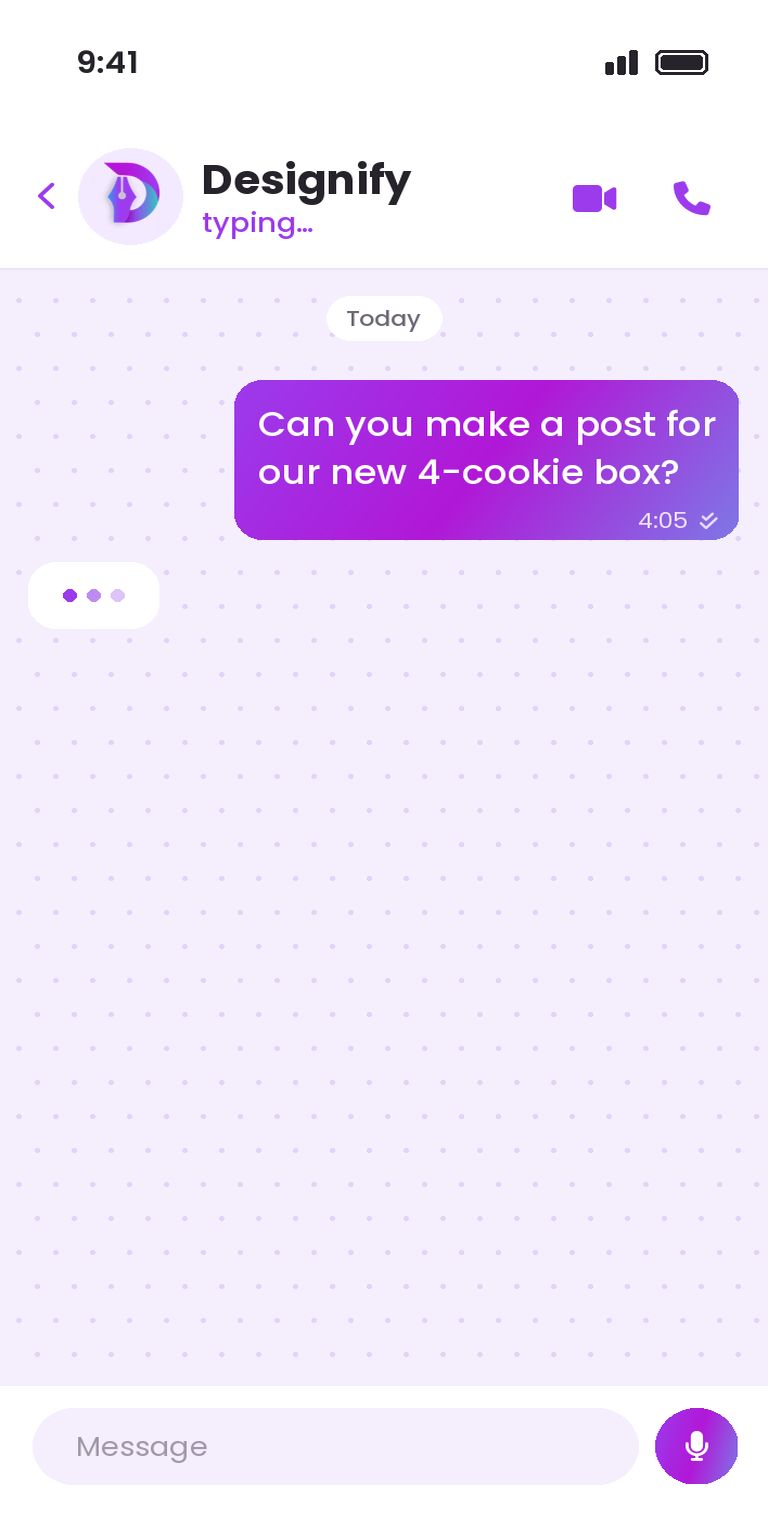 9:41
Designify
typing...
Today
Can you make a post for
our new 4-cookie box?
4:05
Message